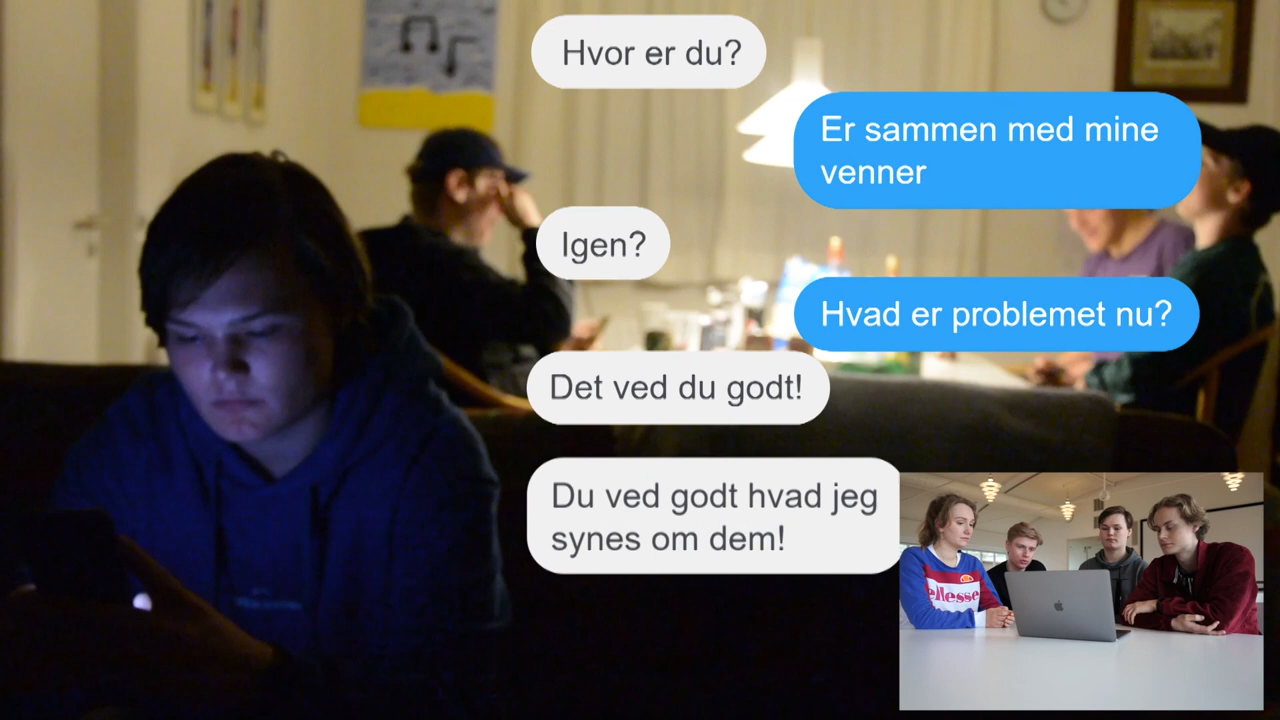 Hvor er du?
Er sammen med mine
venner
Igen?
Hvad er problemet nu?
Det ved du godt!
Du ved godt hvad jeg
synes om dem!
ellesse